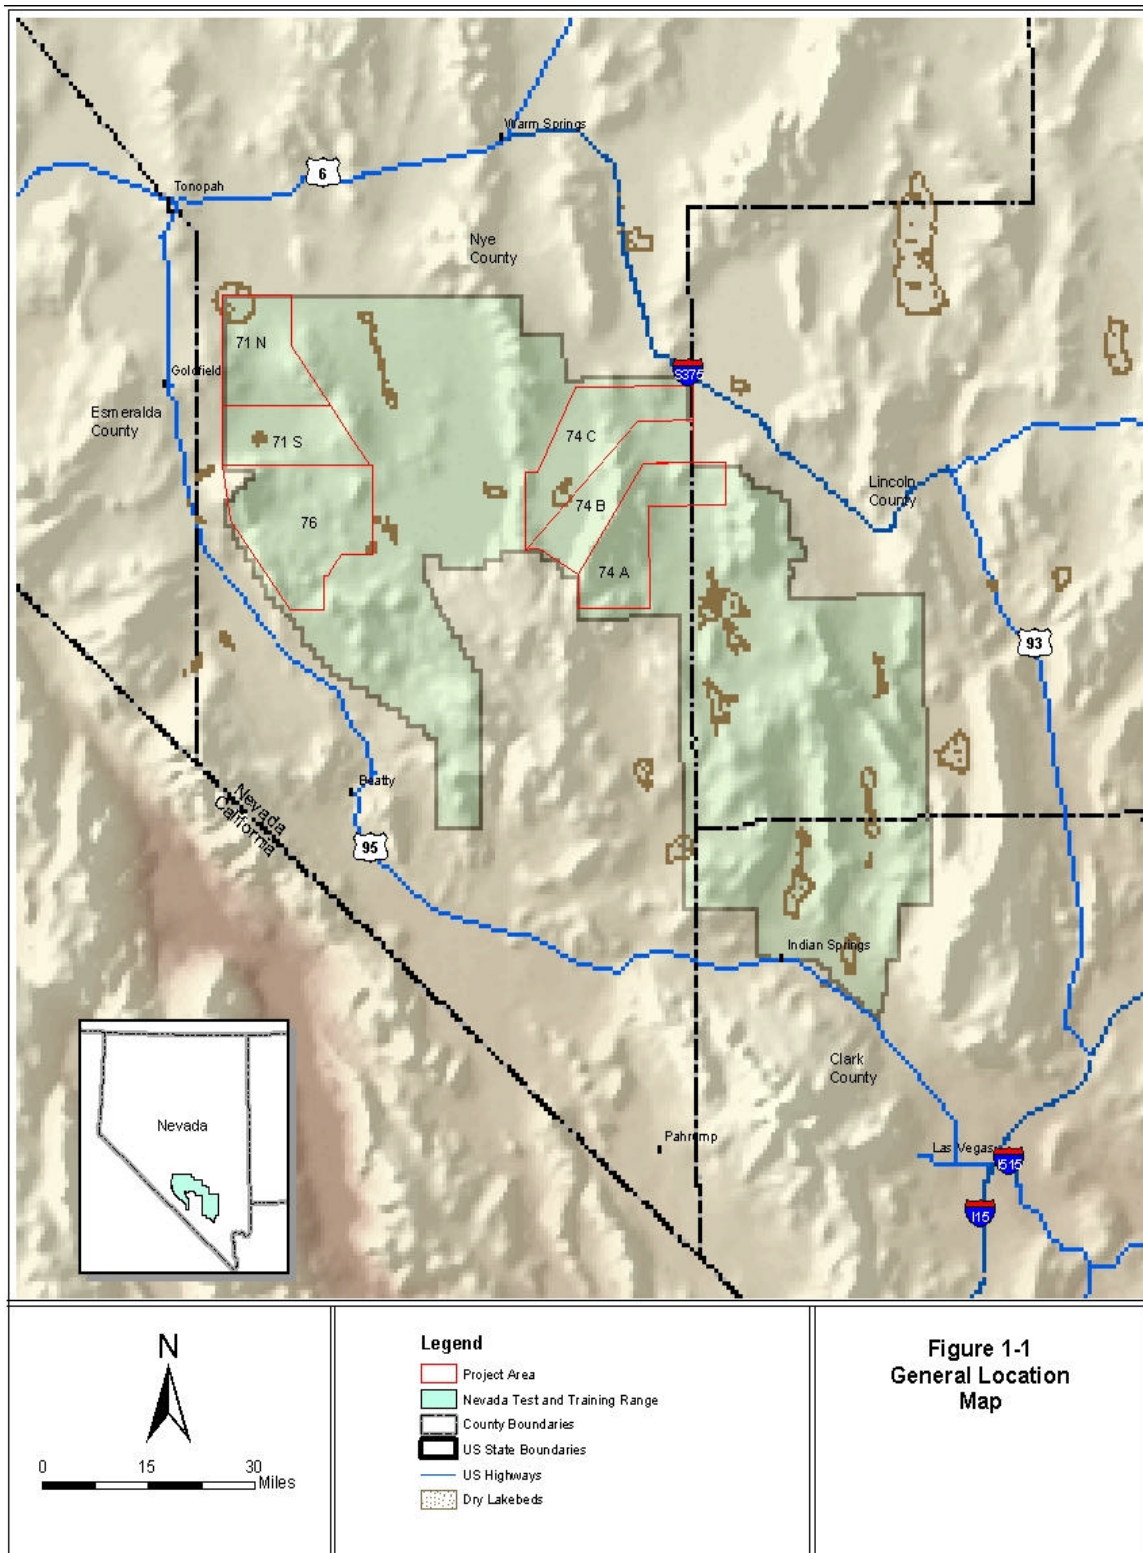 Warm Springs
6
Tonopah
Nye
County
71 N
Goldfield
S375
Esmeralda
County
71 S
74 C
Lincoln
County
74 B
76
74 A
93
Nevada
California
Beatty
95
Indian Springs
Clark
County
Nevada
Pahrump
Las Vegas
I515
I15
N
0
15
30
Miles
Legend
Project Area
Nevada Test and Training Range
County Boundaries
US State Boundaries
US Highways
Dry Lakebeds
Figure 1-1
General Location
Map